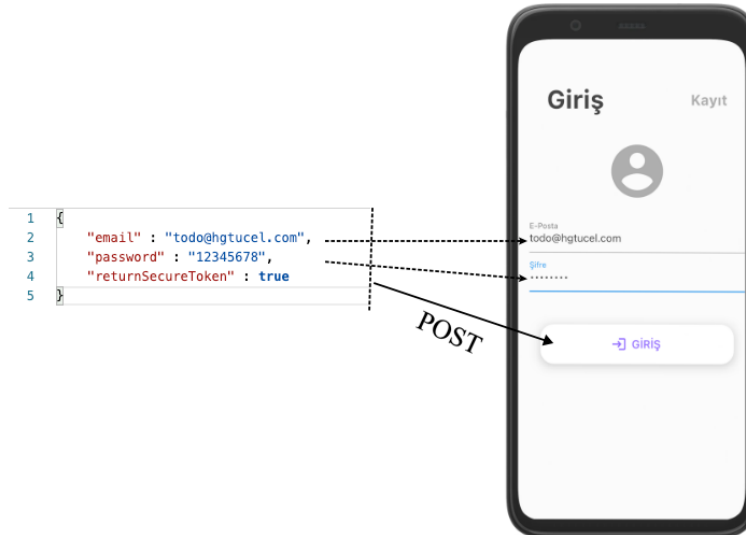 1 {
2 "email" : "todo@hgtucel.com",
3 "password" : "12345678",
4 "returnSecureToken" : true
5 }
POST
Giriş
Kayıt
E-Posta
todo@hgtucel.com
Şifre
••••••••
GİRİŞ